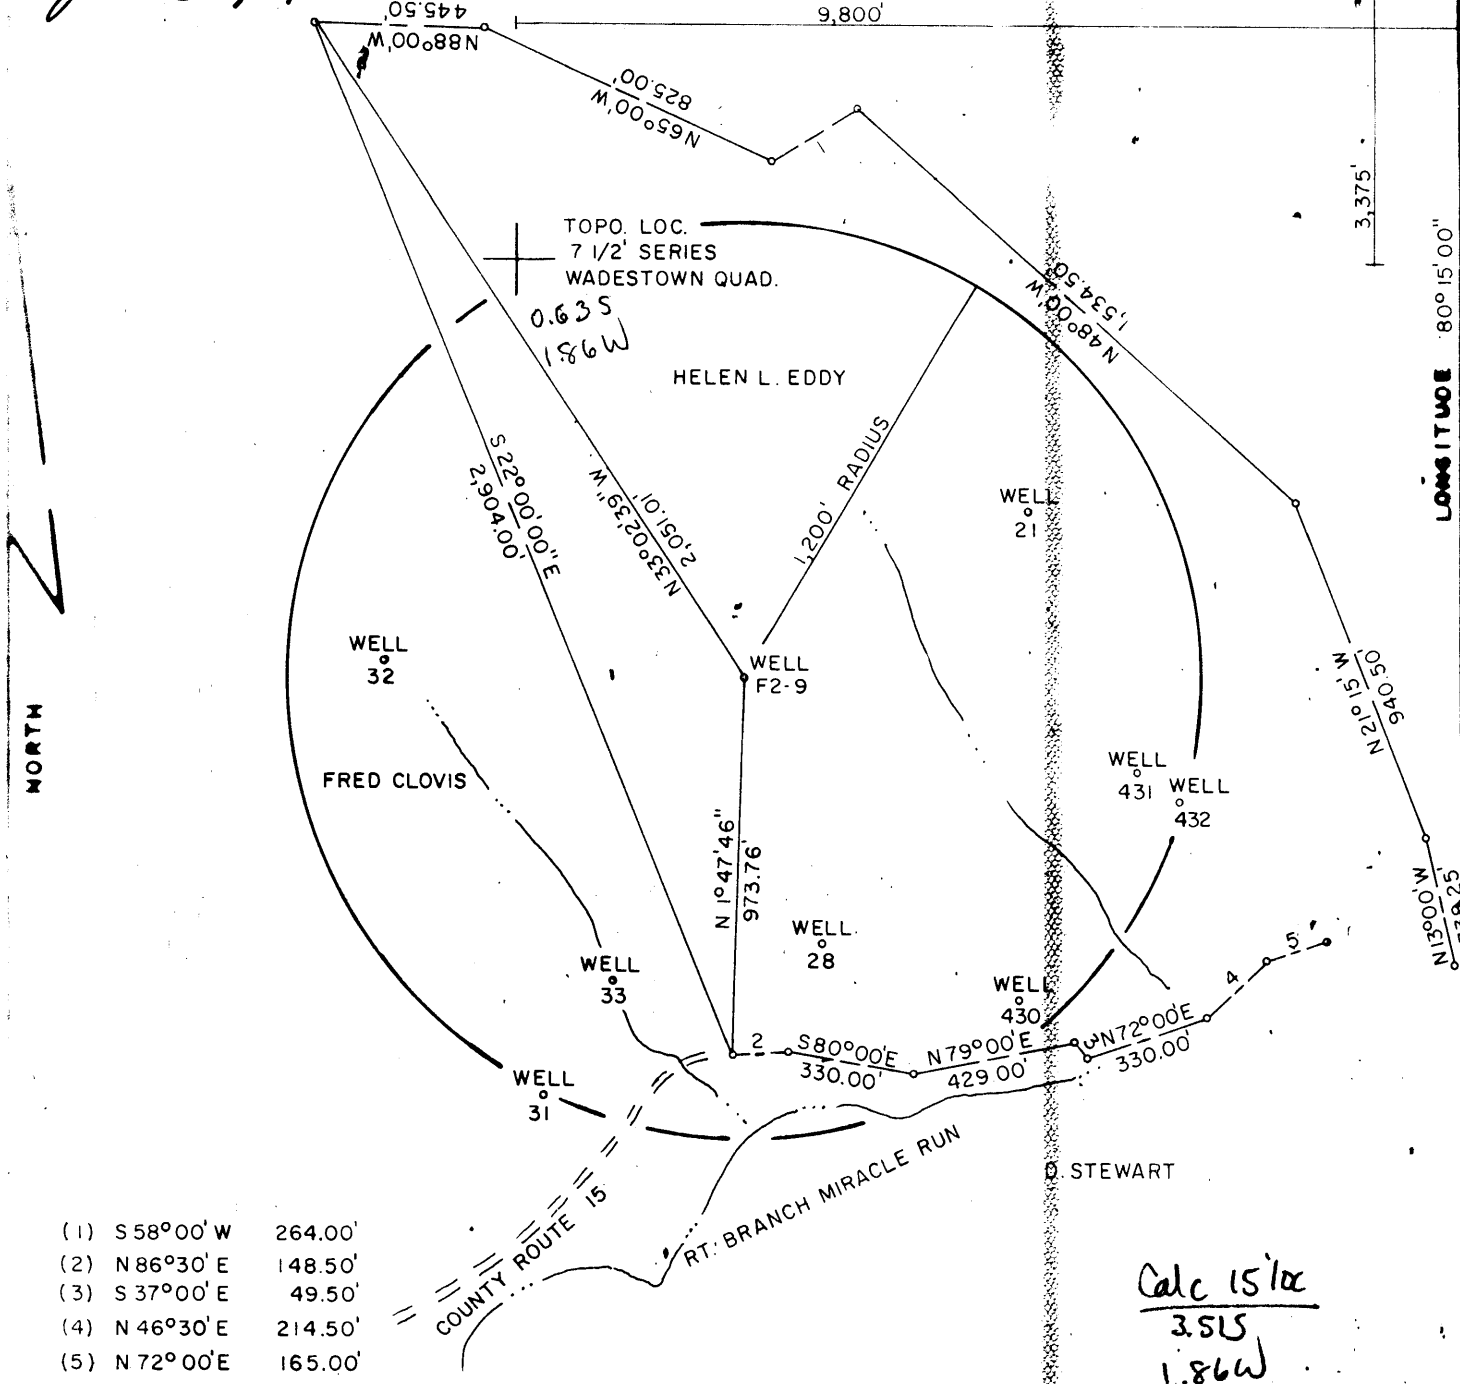 445.50'
N88°00'W
9,800'
825.00'
N65°00'W
3,375'
LONGITUDE 80° 15' 00"
TOPO. LOC.
7 1/2' SERIES
WADESTOWN QUAD.
0.63 S
1.86 W
1,534.50'
N 48°00' W
HELEN L. EDDY
S 22°00'00" E
2,904.00'
N 33°02'39" W
2,051.01'
1,200' RADIUS
WELL
21
WELL
32
WELL
F2-9
N21° 15' W
940.50'
NORTH
FRED CLOVIS
WELL
431
WELL
432
N 1° 47' 46"
973.76'
N13°00'W
WELL
28
WELL
33
WELL
430
5
4
2
S80°00'E
330.00'
N79°00'E
429.00'
3
N72°00'E
330.00'
WELL
31
D. STEWART
RT. BRANCH MIRACLE RUN
COUNTY ROUTE 15
(1) S 58°00' W 264.00'
(2) N 86°30' E 148.50'
(3) S 37°00' E 49.50'
(4) N 46°30' E 214.50'
(5) N 72°00' E 165.00'
Calc 15' loc
3.51S
1.86W